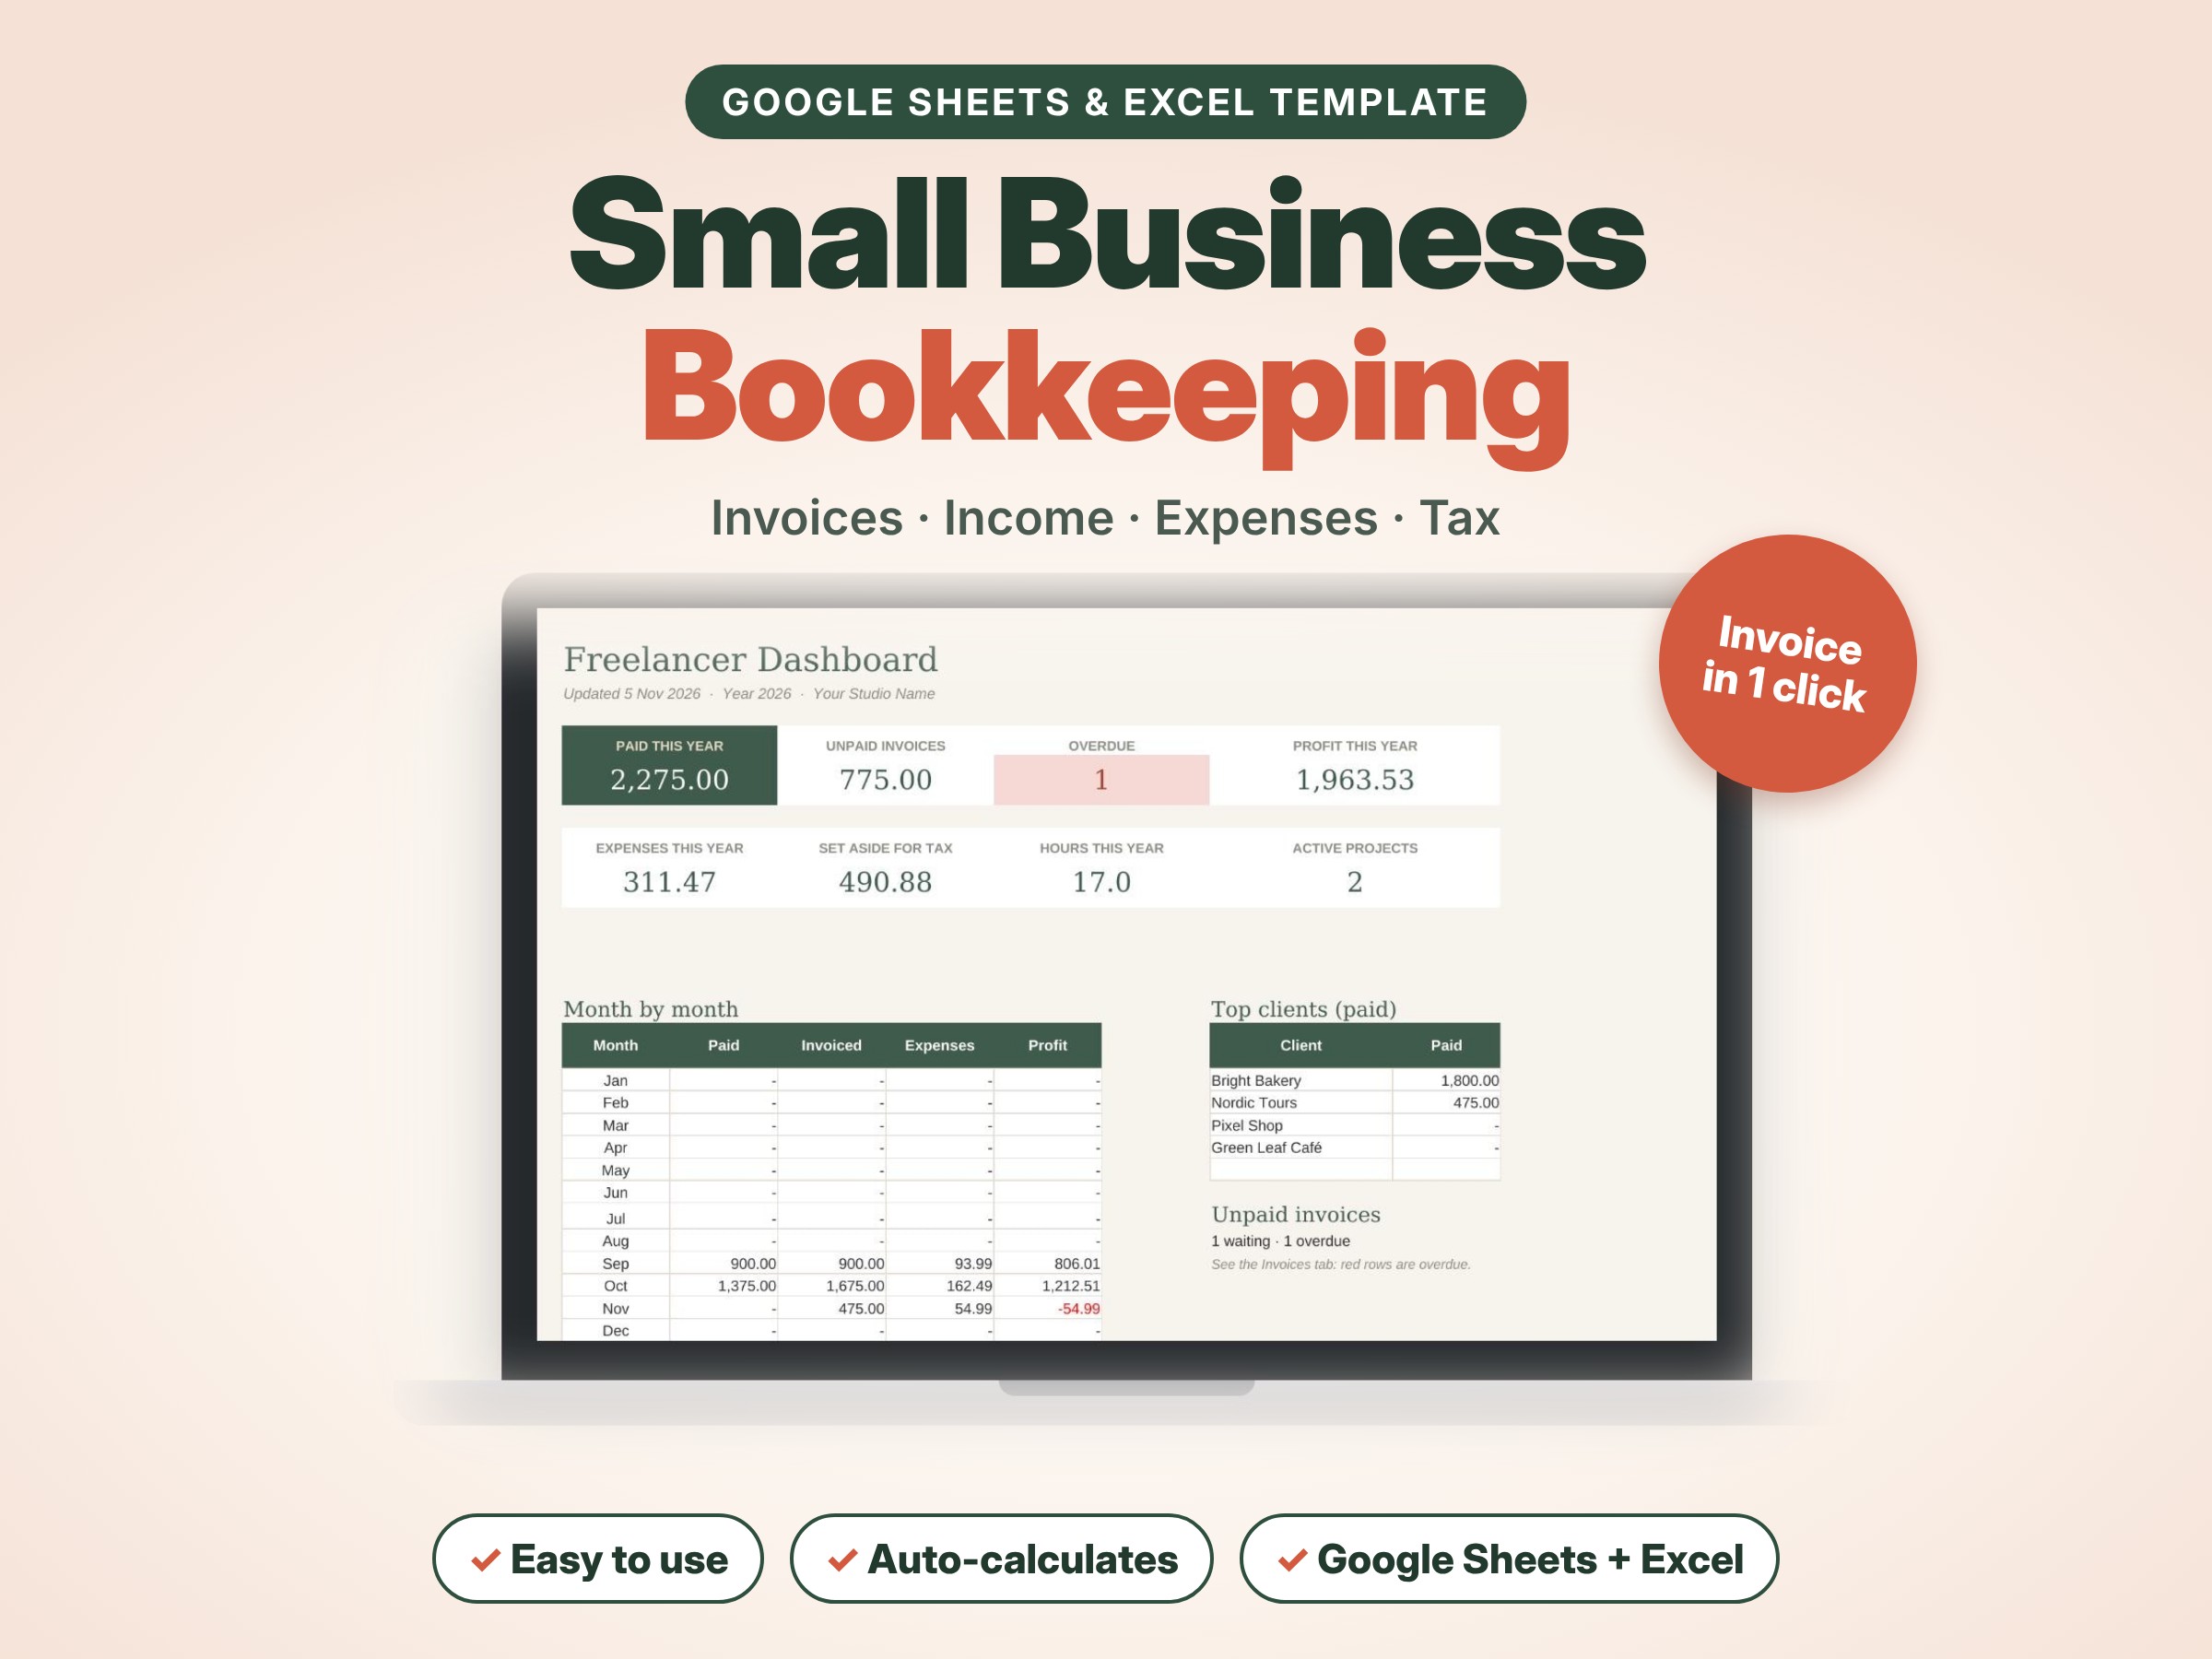 GOOGLE SHEETS & EXCEL TEMPLATE
Small Business
Bookkeeping
Invoices · Income · Expenses · Tax
Invoice
in 1 click
Freelancer Dashboard
Updated 5 Nov 2026 · Year 2026 · Your Studio Name
PAID THIS YEAR UNPAID INVOICES OVERDUE PROFIT THIS YEAR
2,275.00 775.00 1 1,963.53
EXPENSES THIS YEAR SET ASIDE FOR TAX HOURS THIS YEAR ACTIVE PROJECTS
311.47 490.88 17.0 2
Month by month
Month Paid Invoiced Expenses Profit
Jan - - - -
Feb - - - -
Mar - - - -
Apr - - - -
May - - - -
Jun - - - -
Jul - - - -
Aug - - - -
Sep 900.00 900.00 93.99 806.01
Oct 1,375.00 1,675.00 162.49 1,212.51
Nov - 475.00 54.99 -54.99
Dec - - - -
Top clients (paid)
Client Paid
Bright Bakery 1,800.00
Nordic Tours 475.00
Pixel Shop -
Green Leaf Café -
Unpaid invoices
1 waiting · 1 overdue
See the Invoices tab: red rows are overdue.
✓ Easy to use
✓ Auto-calculates
✓ Google Sheets + Excel